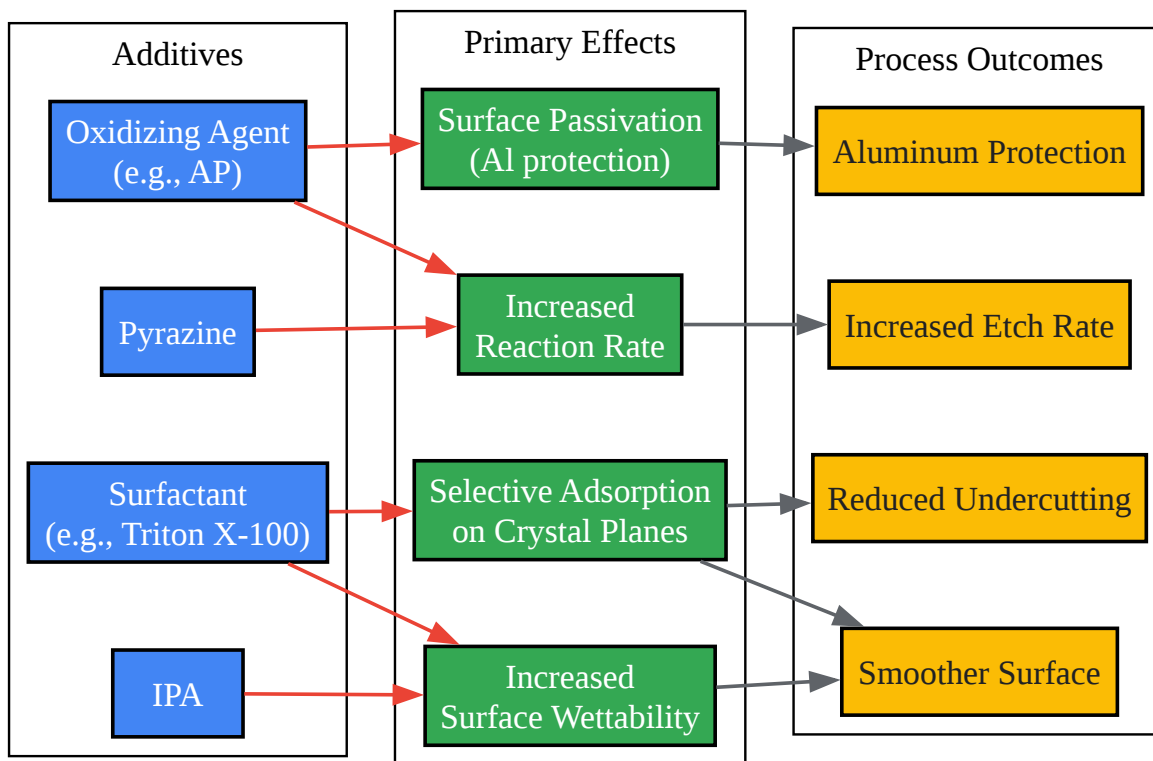 Additives
Oxidizing Agent
(e.g., AP)
Pyrazine
Surfactant
(e.g., Triton X-100)
IPA
Primary Effects
Surface Passivation
(Al protection)
Increased
Reaction Rate
Selective Adsorption
on Crystal Planes
Increased
Surface Wettability
Process Outcomes
Aluminum Protection
Increased Etch Rate
Reduced Undercutting
Smoother Surface